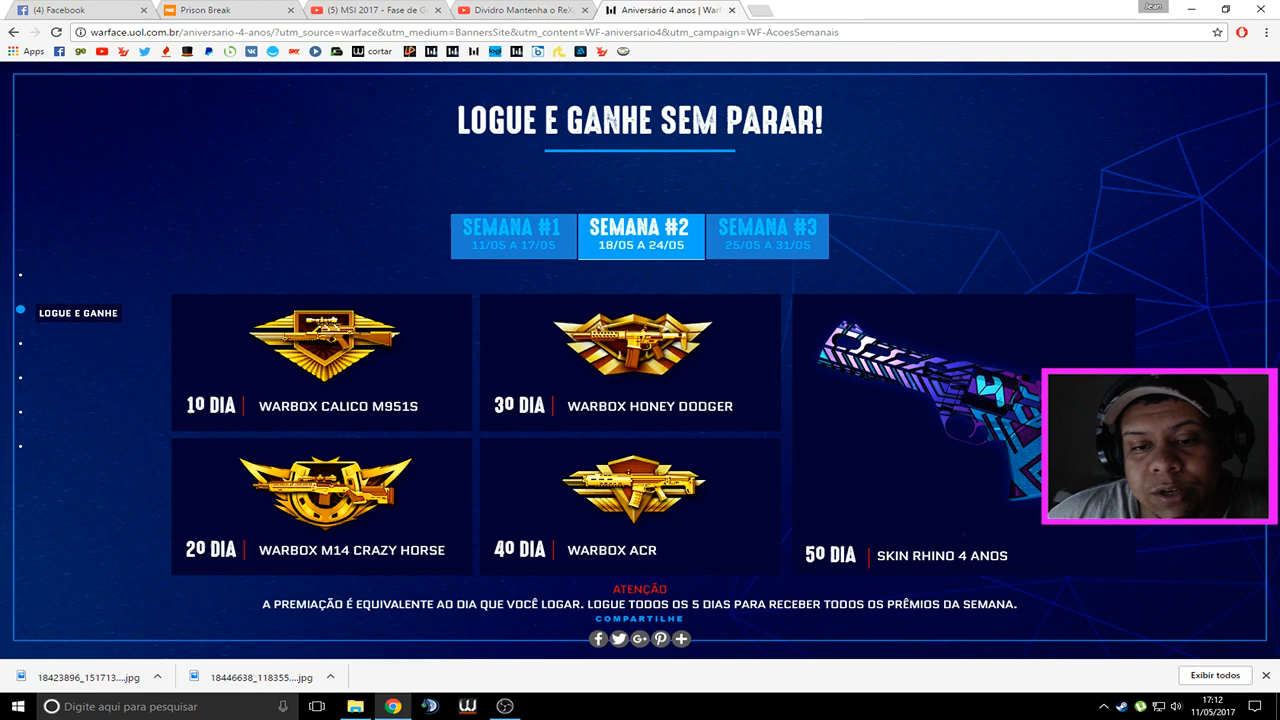 (4) Facebook
Prison Break
(5) MSI 2017 - Fase de G
Dividro Mantenha o ReX
Aniversário 4 anos | Warf
Jean
warface.uol.com.br/aniversario-4-anos/?utm_source=warface&utm_medium=BannersSite&utm_content=WF-aniversario4&utm_campaign=WF-AcoesSemanais
Apps
cortar
LOGUE E GANHE SEM PARAR!
SEMANA #1
11/05 A 17/05
SEMANA #2
18/05 A 24/05
SEMANA #3
25/05 A 31/05
LOGUE E GANHE
1º DIA | WARBOX CALICO M951S
3º DIA | WARBOX HONEY DODGER
2º DIA | WARBOX M14 CRAZY HORSE
4º DIA | WARBOX ACR
5º DIA | SKIN RHINO 4 ANOS
ATENÇÃO
A PREMIAÇÃO É EQUIVALENTE AO DIA QUE VOCÊ LOGAR. LOGUE TODOS OS 5 DIAS PARA RECEBER TODOS OS PRÊMIOS DA SEMANA.
COMPARTILHE
18423896_151713....jpg
18446638_118355....jpg
Exibir todos
Digite aqui para pesquisar
17:12
11/05/2017